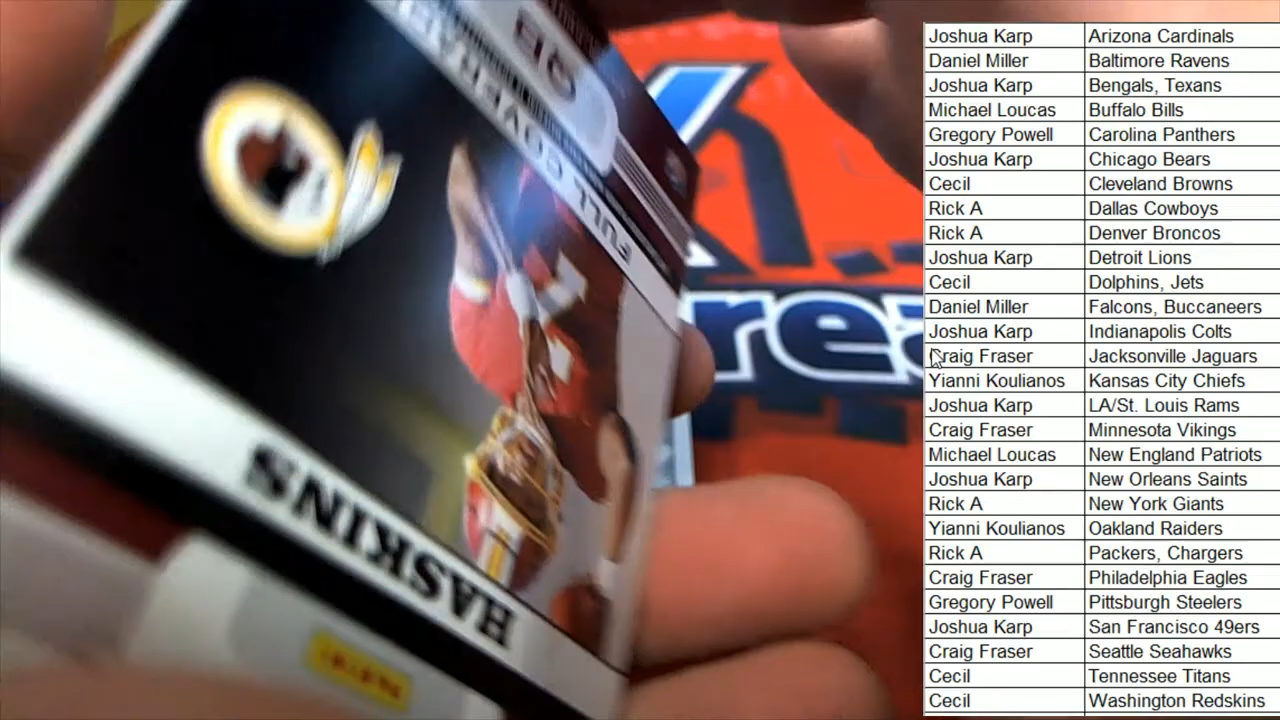 QB
FULL COVERAGE
HASKINS
PANINI
rea
Joshua Karp Arizona Cardinals
Daniel Miller Baltimore Ravens
Joshua Karp Bengals, Texans
Michael Loucas Buffalo Bills
Gregory Powell Carolina Panthers
Joshua Karp Chicago Bears
Cecil Cleveland Browns
Rick A Dallas Cowboys
Rick A Denver Broncos
Joshua Karp Detroit Lions
Cecil Dolphins, Jets
Daniel Miller Falcons, Buccaneers
Joshua Karp Indianapolis Colts
Craig Fraser Jacksonville Jaguars
Yianni Koulianos Kansas City Chiefs
Joshua Karp LA/St. Louis Rams
Craig Fraser Minnesota Vikings
Michael Loucas New England Patriots
Joshua Karp New Orleans Saints
Rick A New York Giants
Yianni Koulianos Oakland Raiders
Rick A Packers, Chargers
Craig Fraser Philadelphia Eagles
Gregory Powell Pittsburgh Steelers
Joshua Karp San Francisco 49ers
Craig Fraser Seattle Seahawks
Cecil Tennessee Titans
Cecil Washington Redskins